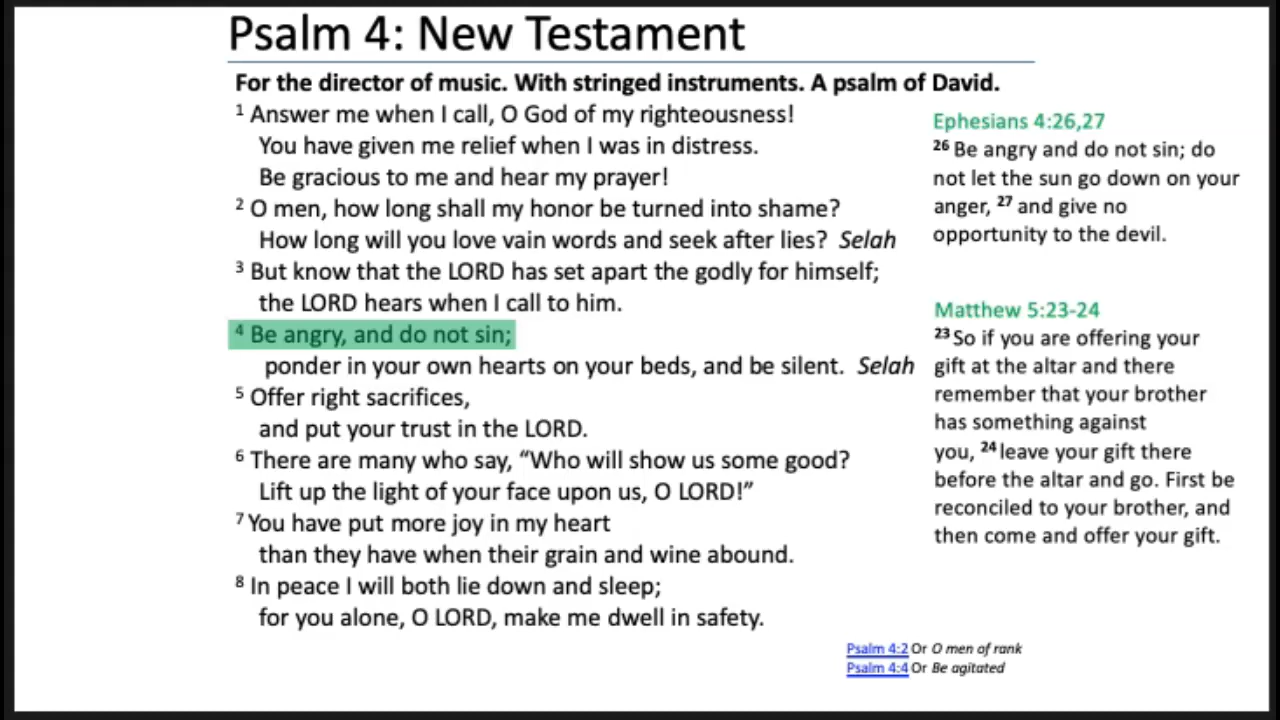 Psalm 4: New Testament
For the director of music. With stringed instruments. A psalm of David.
1 Answer me when I call, O God of my righteousness!
You have given me relief when I was in distress.
Be gracious to me and hear my prayer!
2 O men, how long shall my honor be turned into shame?
How long will you love vain words and seek after lies? Selah
3 But know that the LORD has set apart the godly for himself;
the LORD hears when I call to him.
4 Be angry, and do not sin;
ponder in your own hearts on your beds, and be silent. Selah
5 Offer right sacrifices,
and put your trust in the LORD.
6 There are many who say, “Who will show us some good?
Lift up the light of your face upon us, O LORD!”
7 You have put more joy in my heart
than they have when their grain and wine abound.
8 In peace I will both lie down and sleep;
for you alone, O LORD, make me dwell in safety.
Ephesians 4:26,27
26 Be angry and do not sin; do
not let the sun go down on your
anger, 27 and give no
opportunity to the devil.
Matthew 5:23-24
23 So if you are offering your
gift at the altar and there
remember that your brother
has something against
you, 24 leave your gift there
before the altar and go. First be
reconciled to your brother, and
then come and offer your gift.
Psalm 4:2 Or O men of rank
Psalm 4:4 Or Be agitated